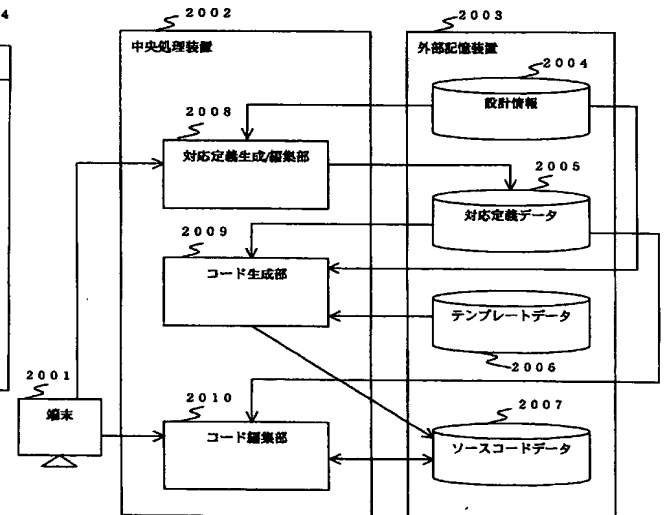 4
2002
2003
中央処理装置
外部記憶装置
2004
設計情報
2008
対応定義生成/編集部
2005
対応定義データ
2009
コード生成部
テンプレートデータ
2006
2001
端末
2010
コード編集部
2007
ソースコードデータ